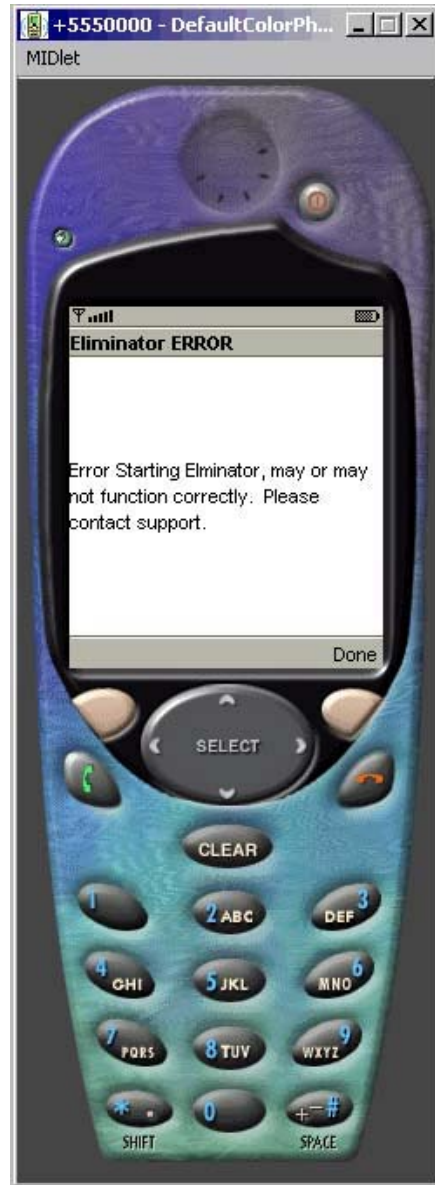 +5550000 - DefaultColorPh...
MIDlet
Eliminator ERROR
Error Starting Elminator, may or may
not function correctly. Please
contact support.
Done
SELECT
CLEAR
1
2 ABC
DEF 3
4 GHI
5 JKL
MNO 6
7 PQRS
8 TUV
WXYZ 9
* .
0
+-#
SHIFT
SPACE